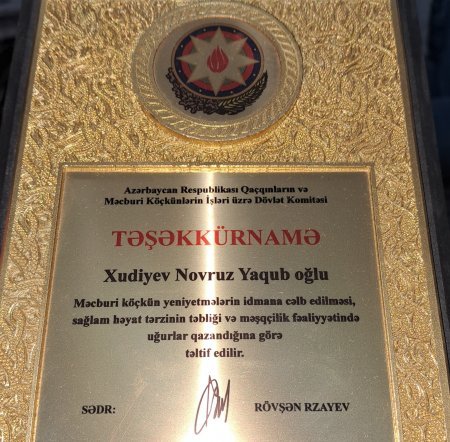 Azərbaycan Respublikası Qaçqınların və
Məcburi Köçkünlərin İşləri üzrə Dövlət Komitəsi
TƏŞƏKKÜRNAMƏ
Xudiyev Novruz Yaqub oğlu
Məcburi köçkün yeniyetmələrin idmana cəlb edilməsi,
sağlam həyat tərzinin təbliği və məşqçilik fəaliyyətində
uğurlar qazandığına görə
təltif edilir.
SƏDR: RÖVŞƏN RZAYEV